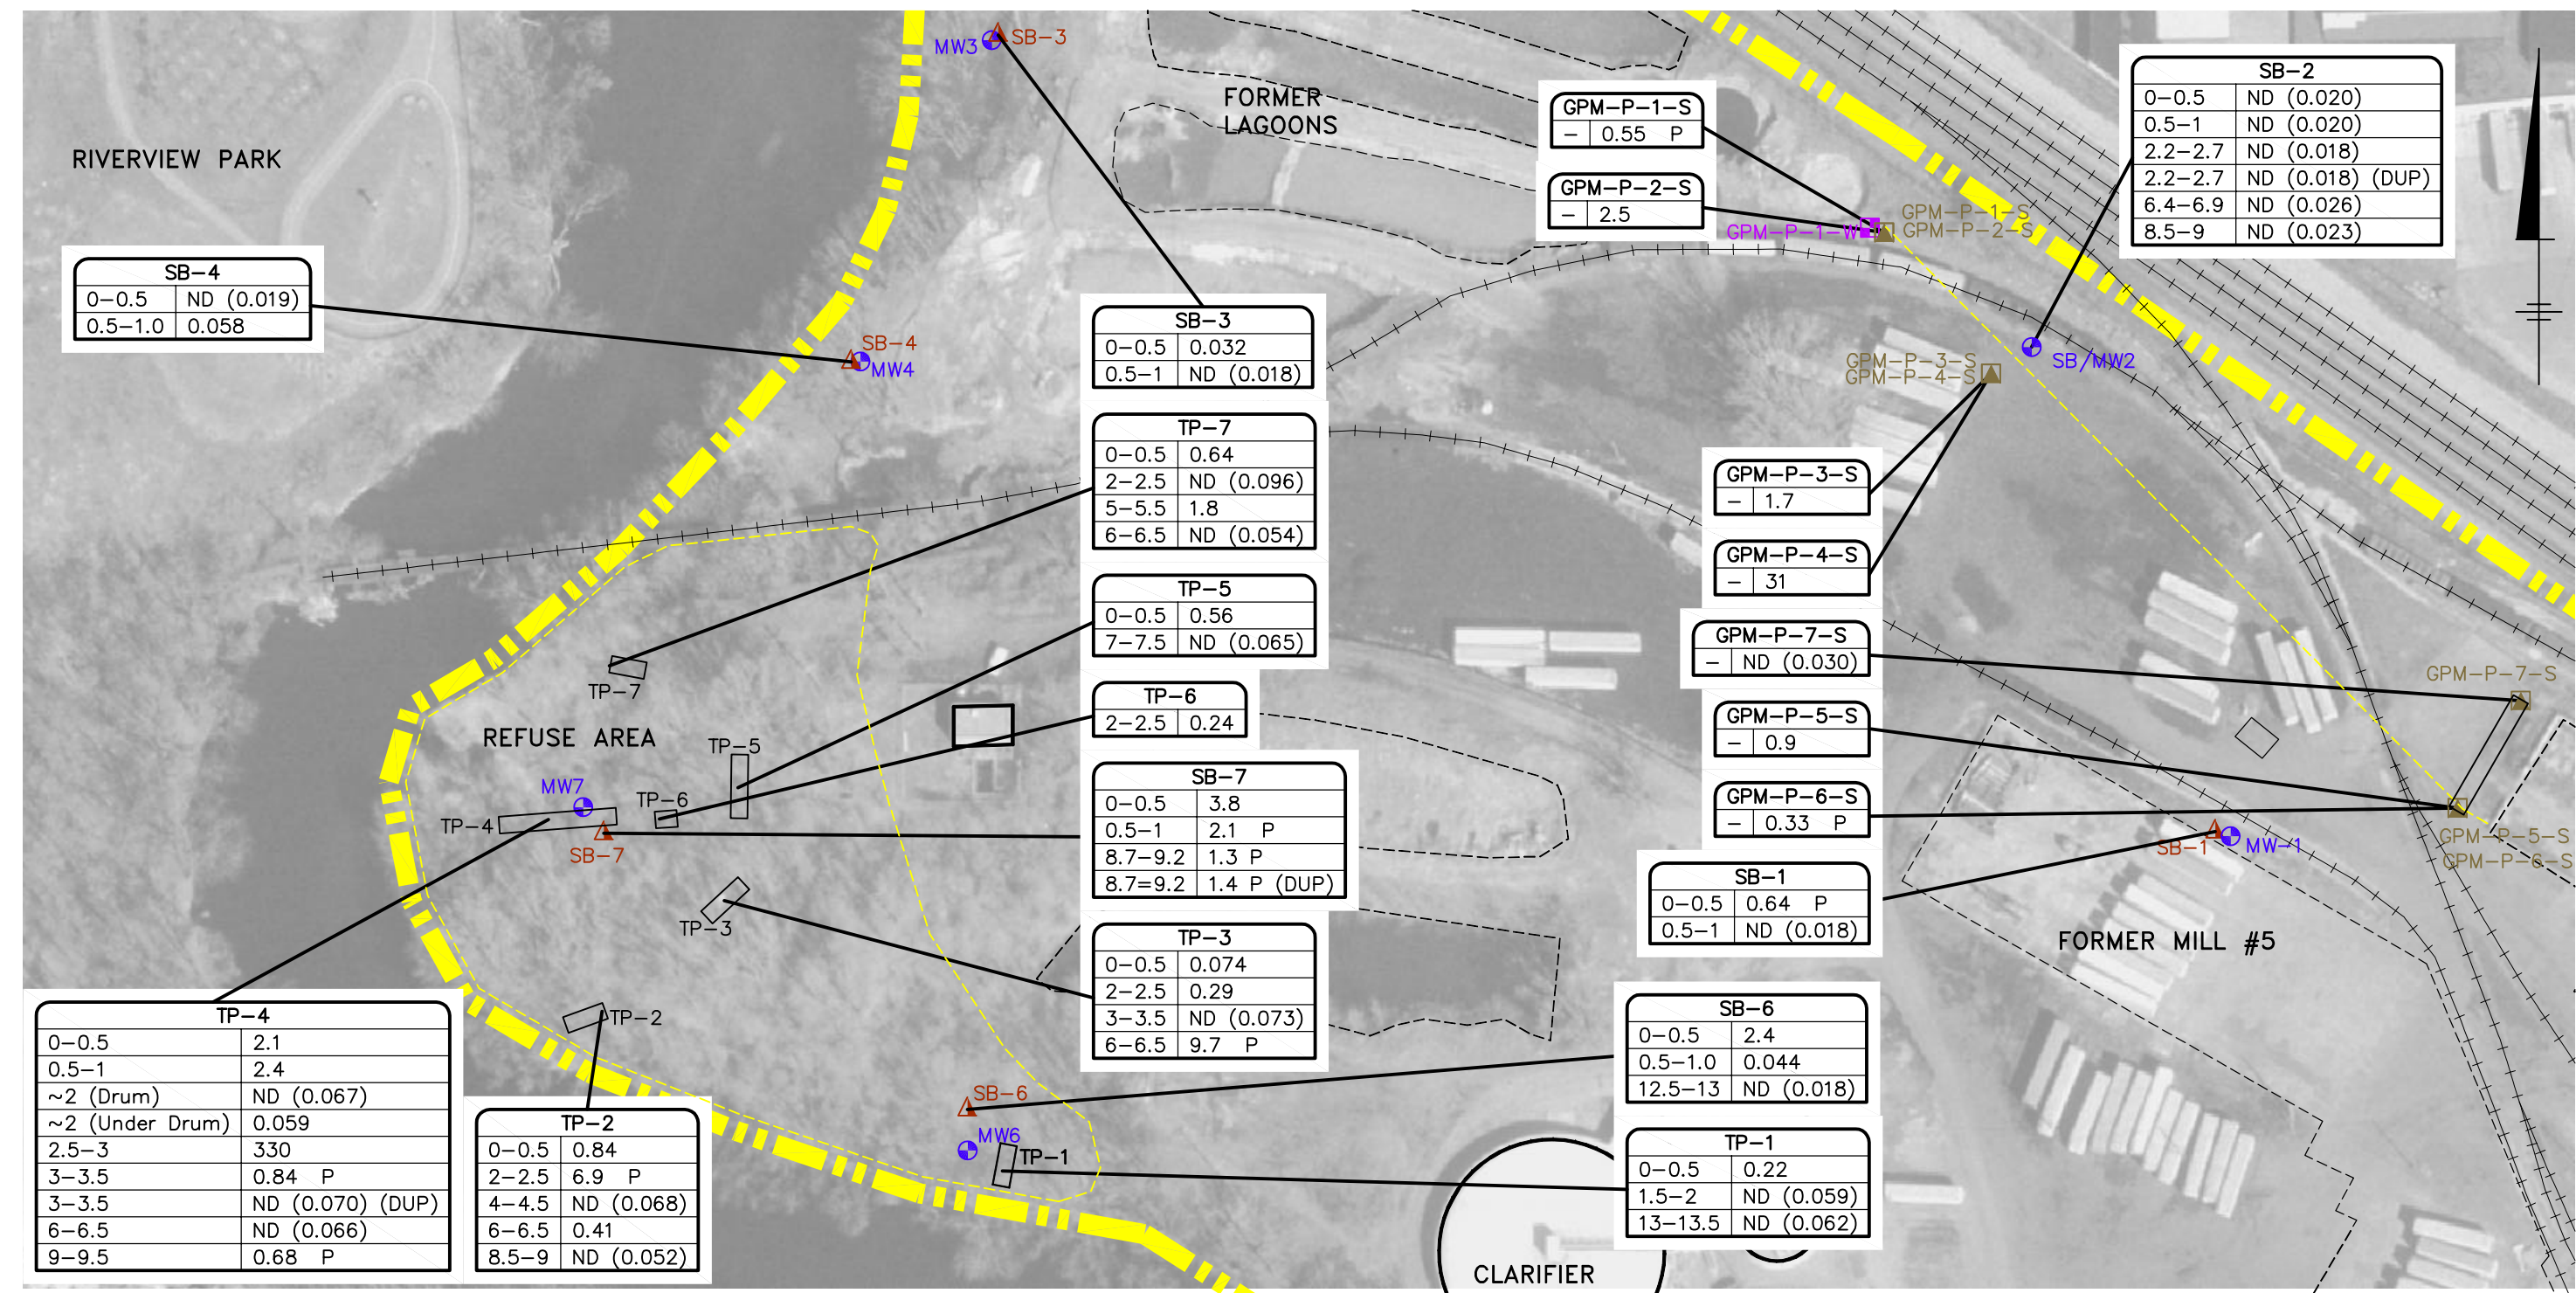 MW3 SB-3
FORMER
LAGOONS
RIVERVIEW PARK
GPM-P-1-S
- 0.55 P
GPM-P-2-S
- 2.5
GPM-P-1-W
GPM-P-1-S
GPM-P-2-S
SB-2
0-0.5 ND (0.020)
0.5-1 ND (0.020)
2.2-2.7 ND (0.018)
2.2-2.7 ND (0.018) (DUP)
6.4-6.9 ND (0.026)
8.5-9 ND (0.023)
SB-4
0-0.5 ND (0.019)
0.5-1.0 0.058
SB-4
MW4
SB-3
0-0.5 0.032
0.5-1 ND (0.018)
GPM-P-3-S
GPM-P-4-S
SB/MW2
TP-7
0-0.5 0.64
2-2.5 ND (0.096)
5-5.5 1.8
6-6.5 ND (0.054)
GPM-P-3-S
- 1.7
GPM-P-4-S
- 31
TP-5
0-0.5 0.56
7-7.5 ND (0.065)
GPM-P-7-S
- ND (0.030)
GPM-P-7-S
TP-7
REFUSE AREA
TP-6
2-2.5 0.24
GPM-P-5-S
- 0.9
TP-5
MW7
TP-6
TP-4
SB-7
SB-7
0-0.5 3.8
0.5-1 2.1 P
8.7-9.2 1.3 P
8.7=9.2 1.4 P (DUP)
GPM-P-6-S
- 0.33 P
SB-1 MW-1
GPM-P-5-S
GPM-P-6-S
SB-1
0-0.5 0.64 P
0.5-1 ND (0.018)
FORMER MILL #5
TP-3
TP-3
0-0.5 0.074
2-2.5 0.29
3-3.5 ND (0.073)
6-6.5 9.7 P
TP-4
0-0.5 2.1
0.5-1 2.4
~2 (Drum) ND (0.067)
~2 (Under Drum) 0.059
2.5-3 330
3-3.5 0.84 P
3-3.5 ND (0.070) (DUP)
6-6.5 ND (0.066)
9-9.5 0.68 P
TP-2
TP-2
0-0.5 0.84
2-2.5 6.9 P
4-4.5 ND (0.068)
6-6.5 0.41
8.5-9 ND (0.052)
SB-6
MW6
TP-1
SB-6
0-0.5 2.4
0.5-1.0 0.044
12.5-13 ND (0.018)
TP-1
0-0.5 0.22
1.5-2 ND (0.059)
13-13.5 ND (0.062)
CLARIFIER